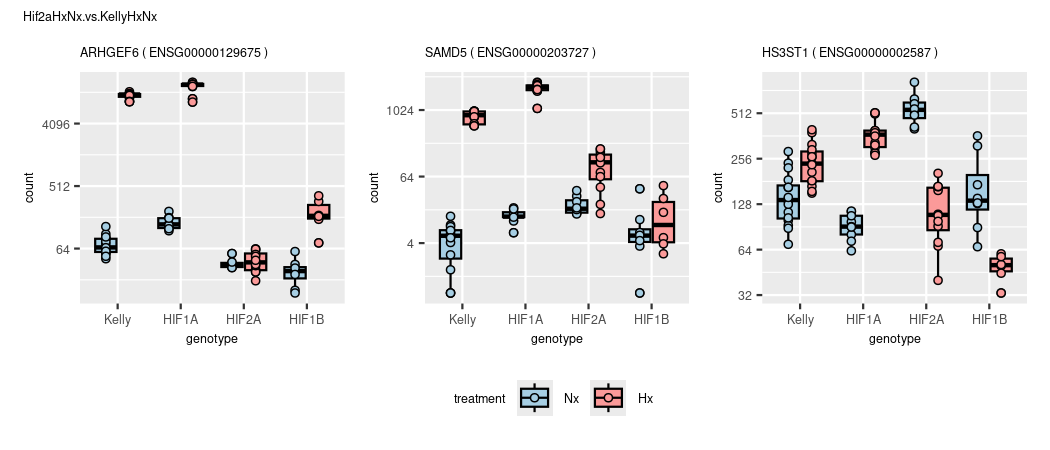 Hif2aHxNx.vs.KellyHxNx
ARHGEF6 ( ENSG00000129675 )
count
4096
512
64
Kelly HIF1A HIF2A HIF1B
genotype
SAMD5 ( ENSG00000203727 )
count
1024
64
4
Kelly HIF1A HIF2A HIF1B
genotype
HS3ST1 ( ENSG00000002587 )
count
512
256
128
64
32
Kelly HIF1A HIF2A HIF1B
genotype
treatment Nx Hx